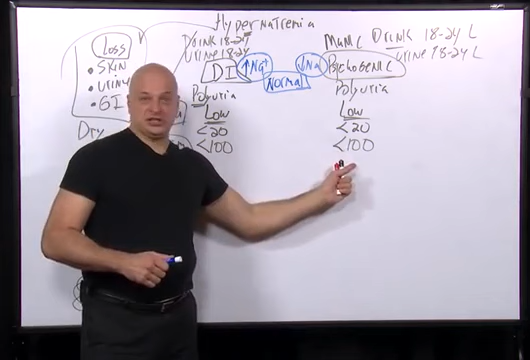 HyperNatremia
Loss
• SKIN
• Urine
• GI
Dry
Drink 18-24
Urine 18-24
DI
↑Na+
Normal
↓Na
Polyuria
Low
<20
<100
Drink 18-24 L
Urine 18-24 L
Psychogenic
Polyuria
Low
<20
<100